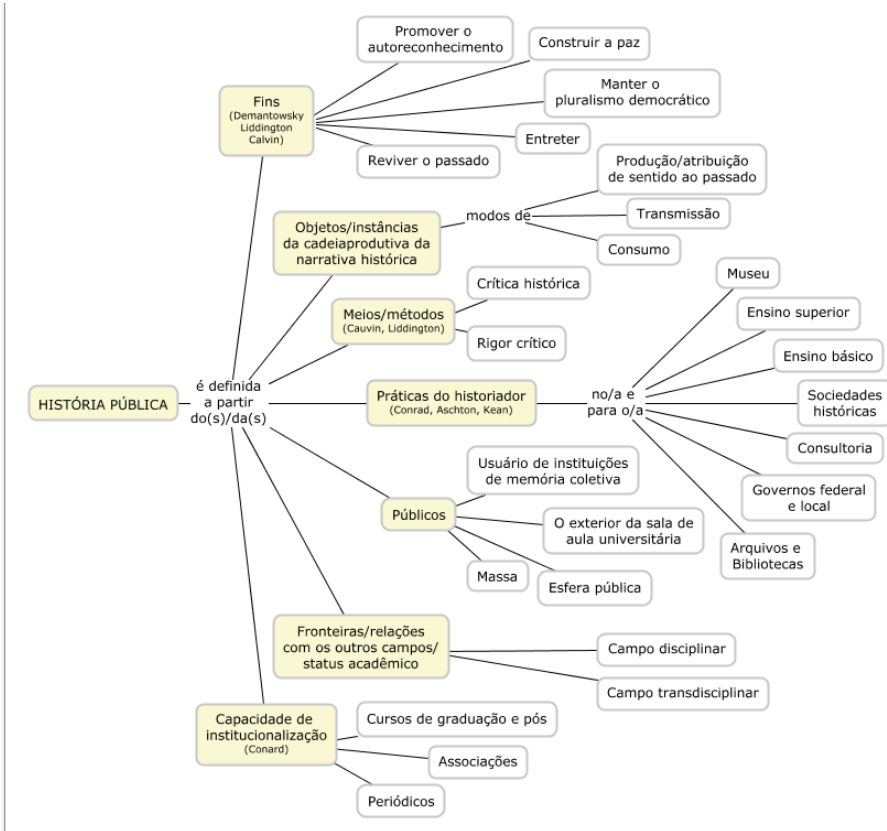 HISTÓRIA PÚBLICA
é definida
a partir
do(s)/da(s)
Fins
(Demantowsky
Liddington
Calvin)
Promover o
autoreconhecimento
Construir a paz
Manter o
pluralismo democrático
Entreter
Reviver o passado
Objetos/instâncias
da cadeiaprodutiva da
narrativa histórica
modos de
Produção/atribuição
de sentido ao passado
Transmissão
Consumo
Meios/métodos
(Cauvin, Liddington)
Crítica histórica
Rigor crítico
Práticas do historiador
(Conrad, Aschton, Kean)
no/a e
para o/a
Museu
Ensino superior
Ensino básico
Sociedades
históricas
Consultoria
Governos federal
e local
Arquivos e
Bibliotecas
Públicos
Usuário de instituições
de memória coletiva
O exterior da sala de
aula universitária
Esfera pública
Massa
Fronteiras/relações
com os outros campos/
status acadêmico
Campo disciplinar
Campo transdisciplinar
Capacidade de
institucionalização
(Conard)
Cursos de graduação e pós
Associações
Periódicos